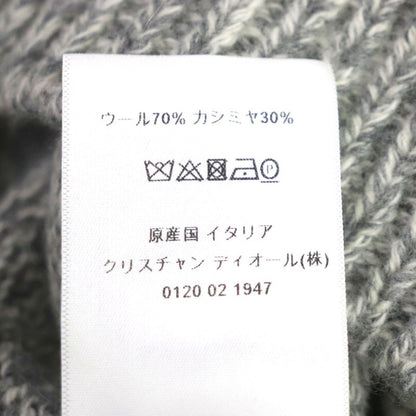 ウール70% カシミヤ30%
P
原産国 イタリア
クリスチャン ディオール(株)
0120 02 1947